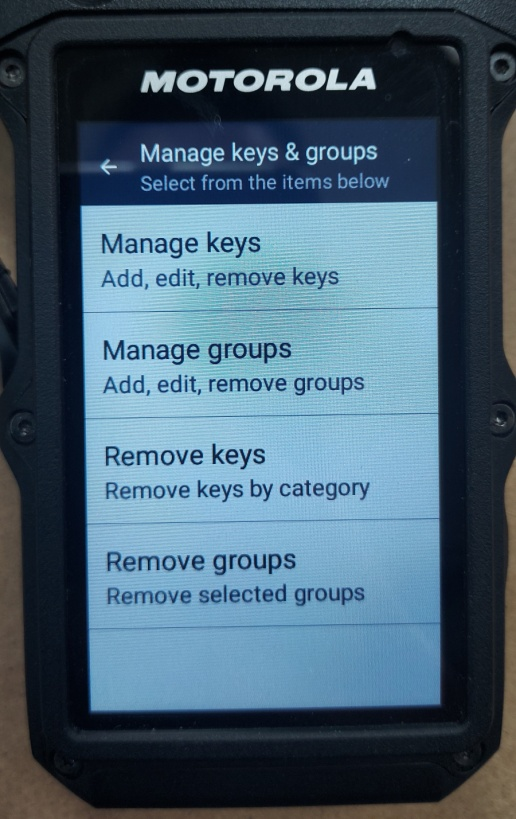 MOTOROLA
Manage keys & groups
Select from the items below
Manage keys
Add, edit, remove keys
Manage groups
Add, edit, remove groups
Remove keys
Remove keys by category
Remove groups
Remove selected groups